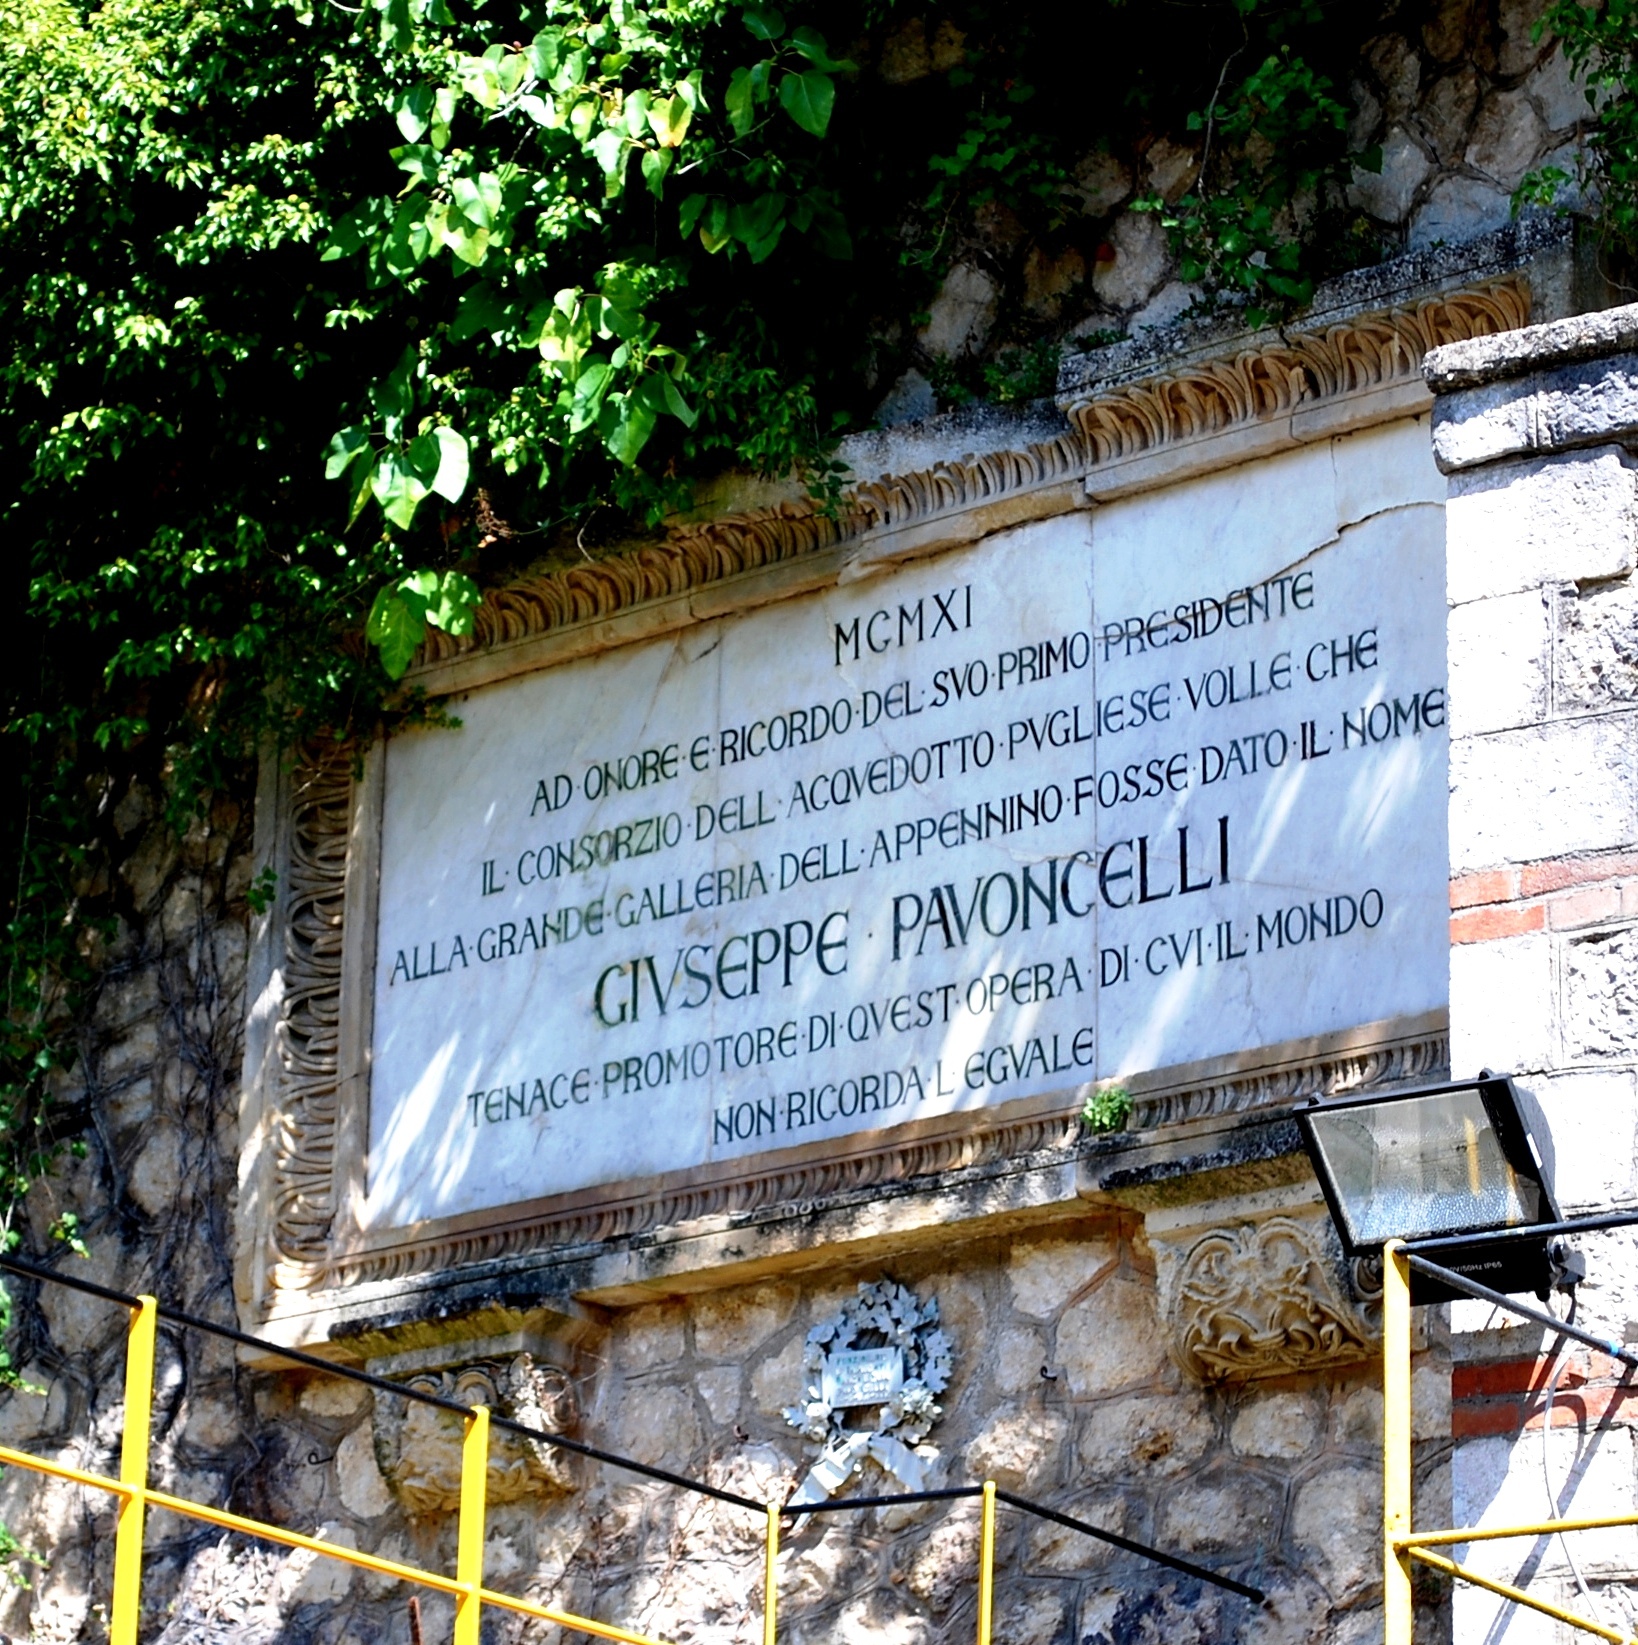 MCMXI
AD·ONORE·E·RICORDO·DEL·SVO·PRIMO·PRESIDENTE
IL·CONSORZIO·DELL·ACQVEDOTTO·PVGLIESE·VOLLE·CHE
ALLA·GRANDE·GALLERIA·DELL·APPENNINO·FOSSE·DATO·IL·NOME
GIVSEPPE·PAVONCELLI
TENACE·PROMOTORE·DI·QVEST·OPERA·DI·CVI·IL·MONDO
NON·RICORDA·L EGVALE